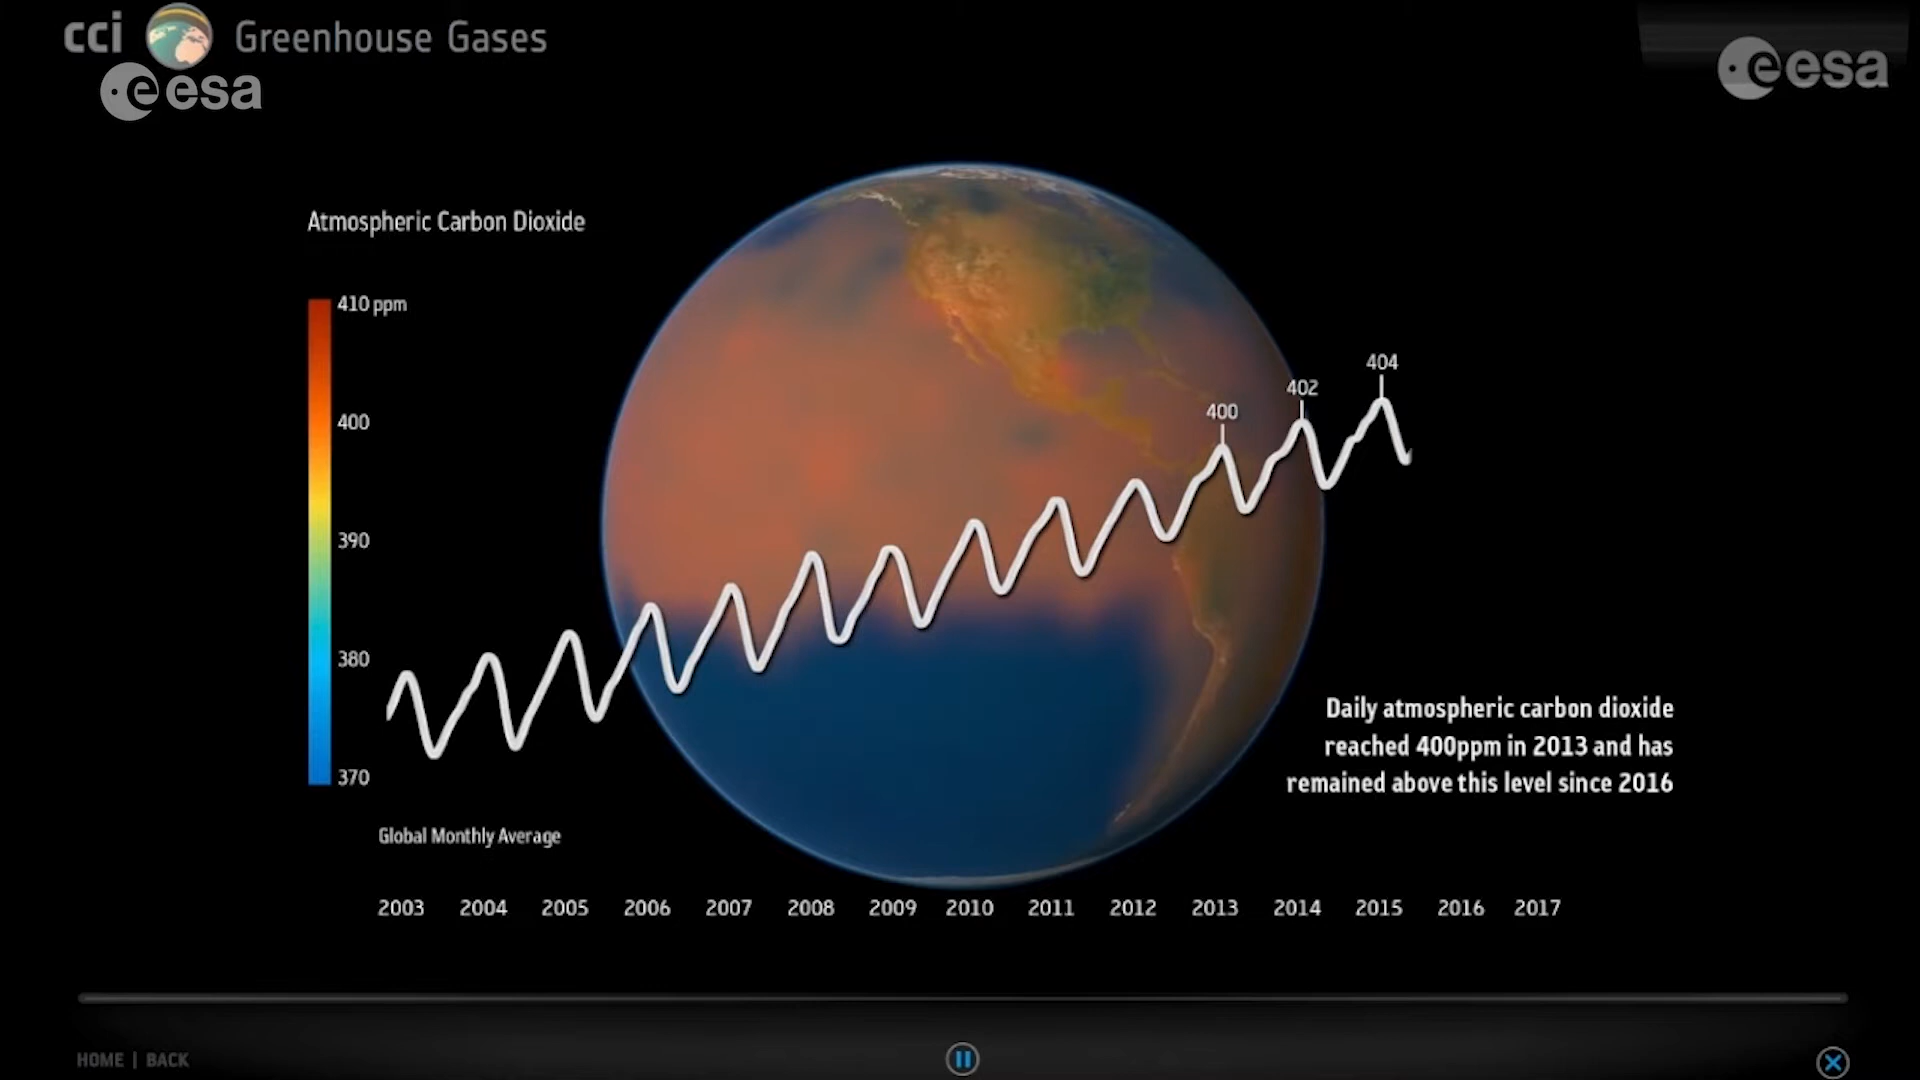 cci Greenhouse Gases
esa
esa
Atmospheric Carbon Dioxide
410 ppm
400
390
380
370
400
402
404
Daily atmospheric carbon dioxide
reached 400ppm in 2013 and has
remained above this level since 2016
Global Monthly Average
2003 2004 2005 2006 2007 2008 2009 2010 2011 2012 2013 2014 2015 2016 2017
HOME | BACK